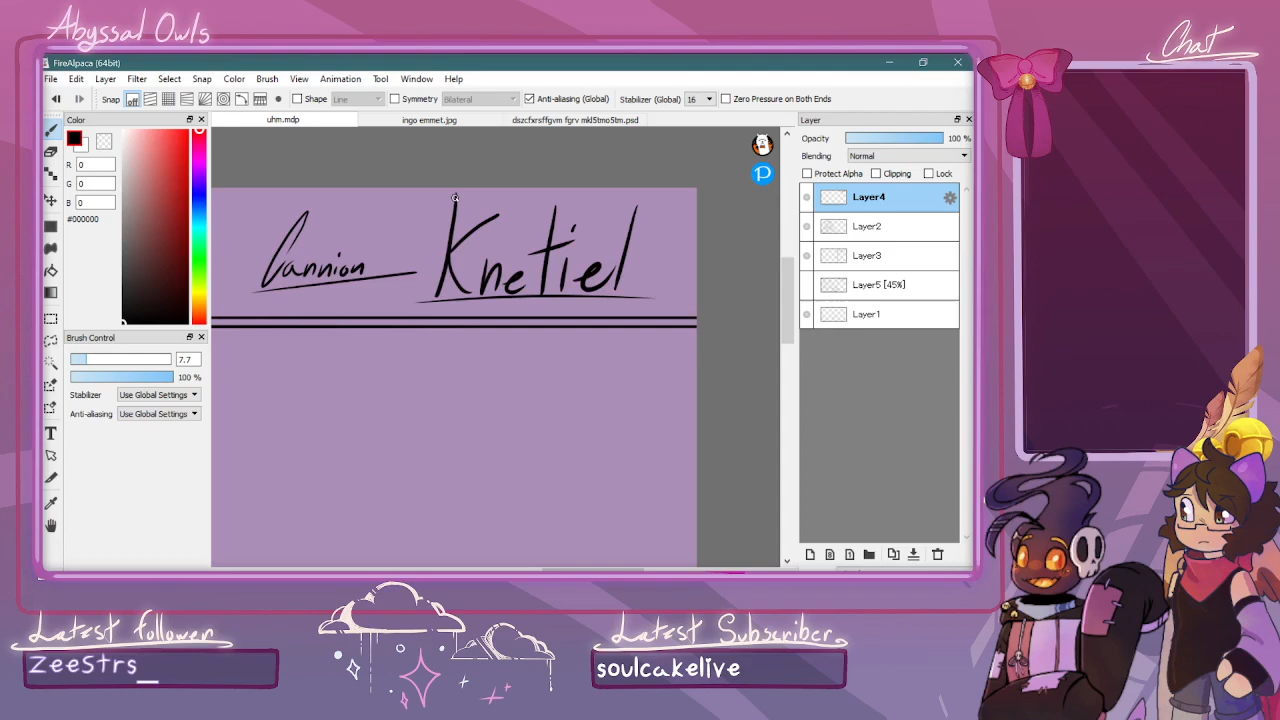 Abyssal Owls
Chat
FireAlpaca (64bit)
File Edit Layer Filter Select Snap Color Brush View Animation Tool Window Help
Snap off Shape Line Symmetry Bilateral Anti-aliasing (Global) Stabilizer (Global) 16 Zero Pressure on Both Ends
Color
uhm.mdp
ingo emmet.jpg
dszcfxrsffgvm fgrv mkl5tmo5tm.psd
Layer
R 0
G 0
B 0
#000000
Opacity 100 %
Blending Normal
Protect Alpha Clipping Lock
Layer4
Layer2
Layer3
Layer5 [45%]
Layer1
Cannion
Knetiel
Brush Control
7.7
100 %
Stabilizer Use Global Settings
Anti-aliasing Use Global Settings
Latest follower
zeeStrs_
Latest Subscriber
soulcakelive